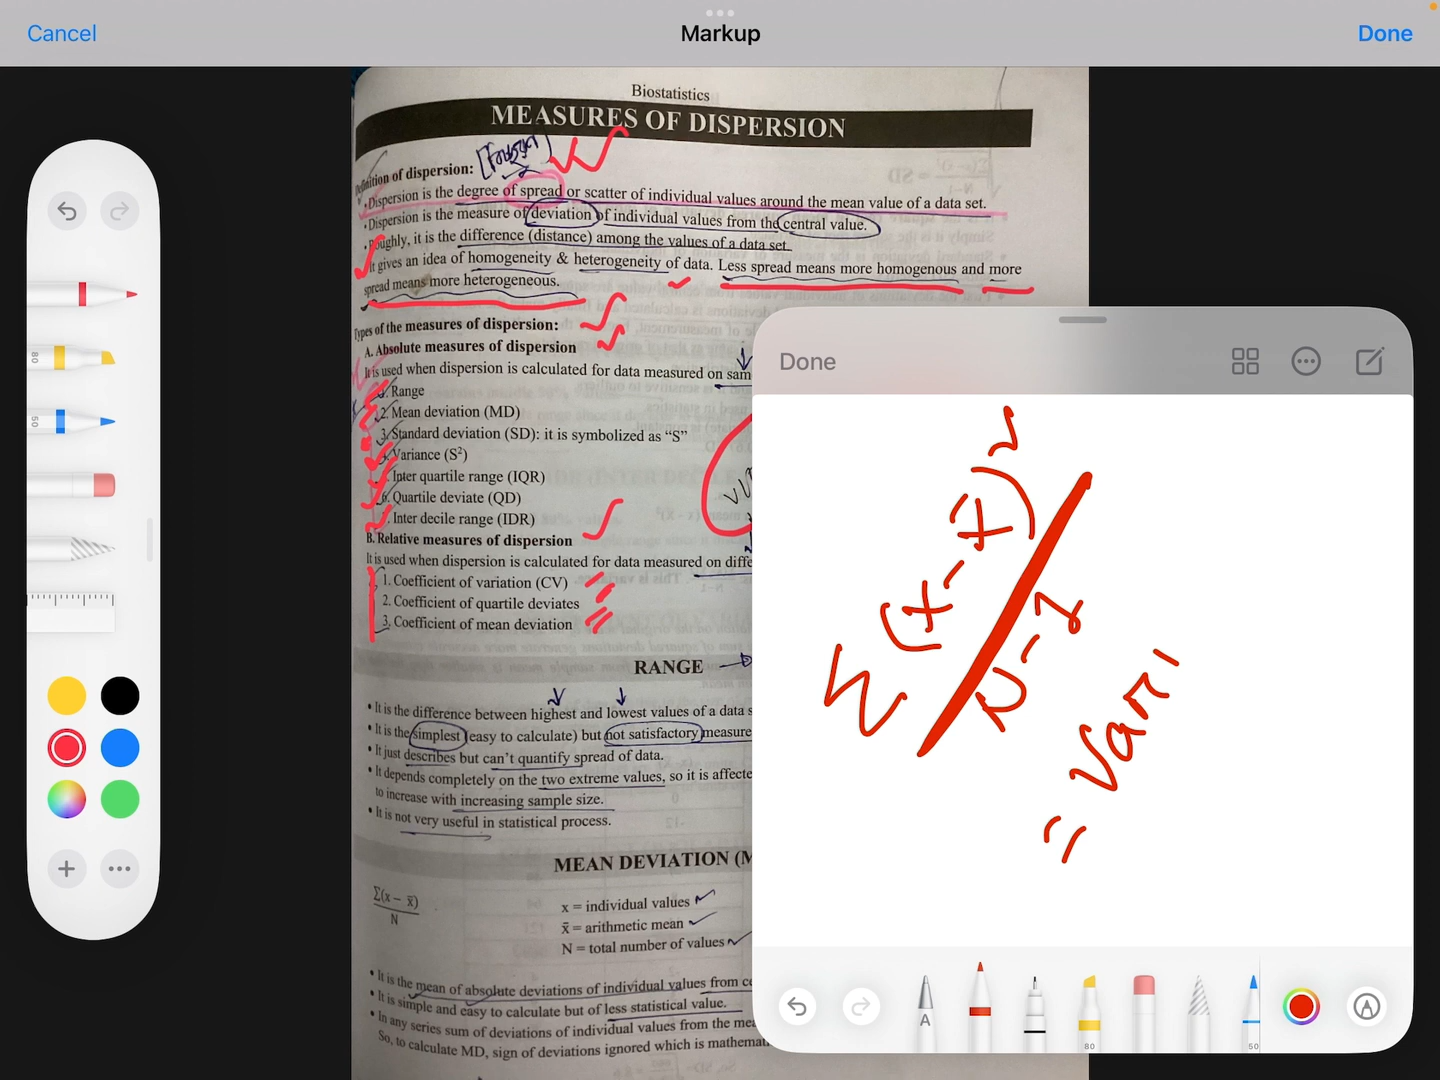 Cancel
Markup
Done
Biostatistics
MEASURES OF DISPERSION
Definition of dispersion:
• Dispersion is the degree of spread or scatter of individual values around the mean value of a data set.
• Dispersion is the measure of deviation of individual values from the central value.
• Roughly, it is the difference (distance) among the values of a data set.
It gives an idea of homogeneity & heterogeneity of data. Less spread means more homogenous and more
spread means more heterogeneous.
Types of the measures of dispersion:
A. Absolute measures of dispersion
It is used when dispersion is calculated for data measured on sam
1. Range
2. Mean deviation (MD)
3. Standard deviation (SD): it is symbolized as “S”
Variance (S²)
Inter quartile range (IQR)
6. Quartile deviate (QD)
Inter decile range (IDR)
B. Relative measures of dispersion
It is used when dispersion is calculated for data measured on diffe
1. Coefficient of variation (CV)
2. Coefficient of quartile deviates
3. Coefficient of mean deviation
RANGE
• It is the difference between highest and lowest values of a data s
• It is the simplest (easy to calculate) but not satisfactory measure
• It just describes but can’t quantify spread of data.
• It depends completely on the two extreme values, so it is affecte
to increase with increasing sample size.
• It is not very useful in statistical process.
MEAN DEVIATION (M
Σ(x – x̄)
N
x = individual values
x̄ = arithmetic mean
N = total number of values
• It is the mean of absolute deviations of individual values from ce
• It is simple and easy to calculate but of less statistical value.
• In any series sum of deviations of individual values from the mea
So, to calculate MD, sign of deviations ignored which is mathemat
Done
Σ (x - x̄)²
N - 1
= Vari
80
50
A
80
50